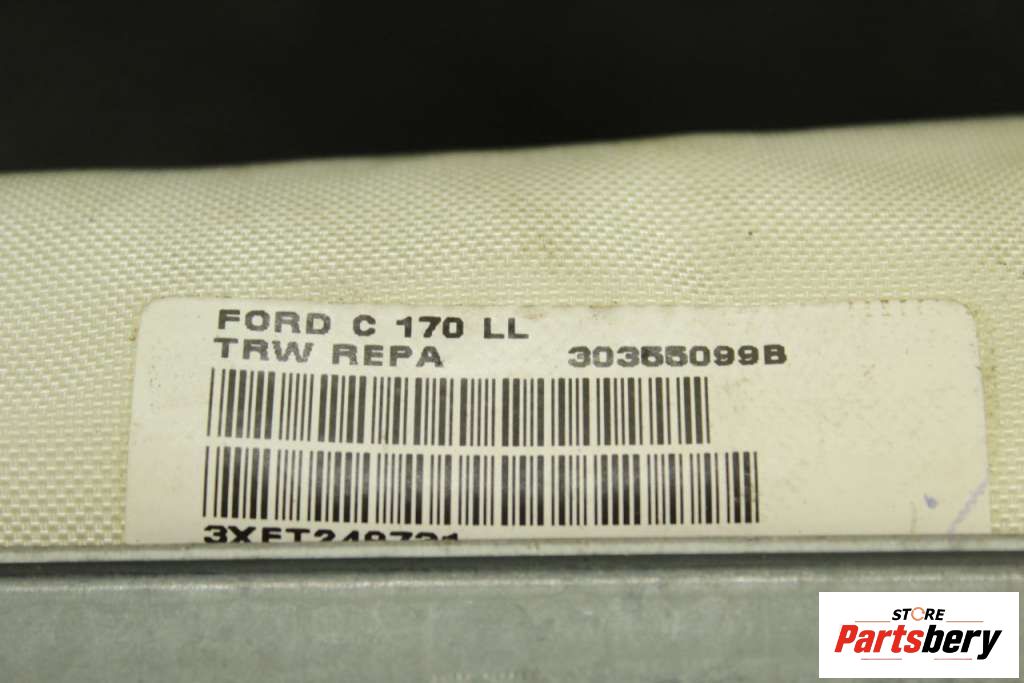 FORD C 170 LL
TRW REPA 30355099B
STORE
Partsbery